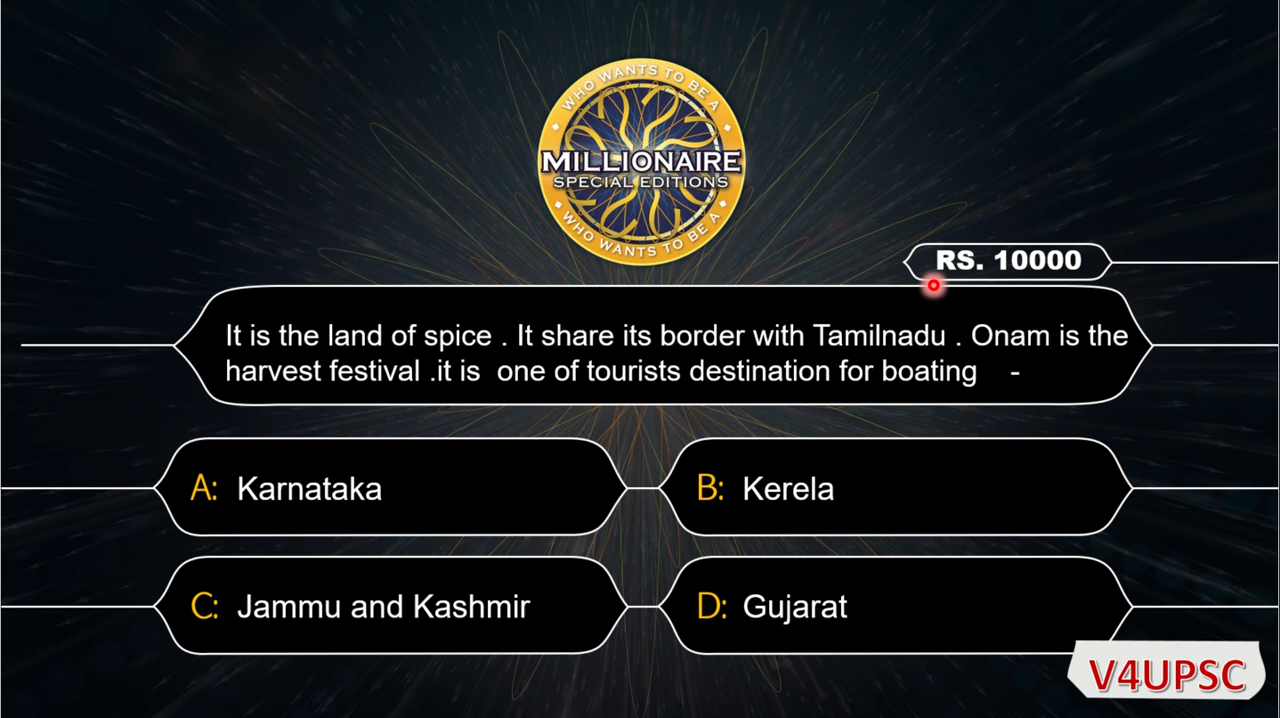 WHO WANTS TO BE A
MILLIONAIRE
SPECIAL EDITIONS
WHO WANTS TO BE A
RS. 10000
It is the land of spice . It share its border with Tamilnadu . Onam is the
harvest festival .it is  one of tourists destination for boating    -
A: Karnataka
B: Kerela
C: Jammu and Kashmir
D: Gujarat
V4UPSC